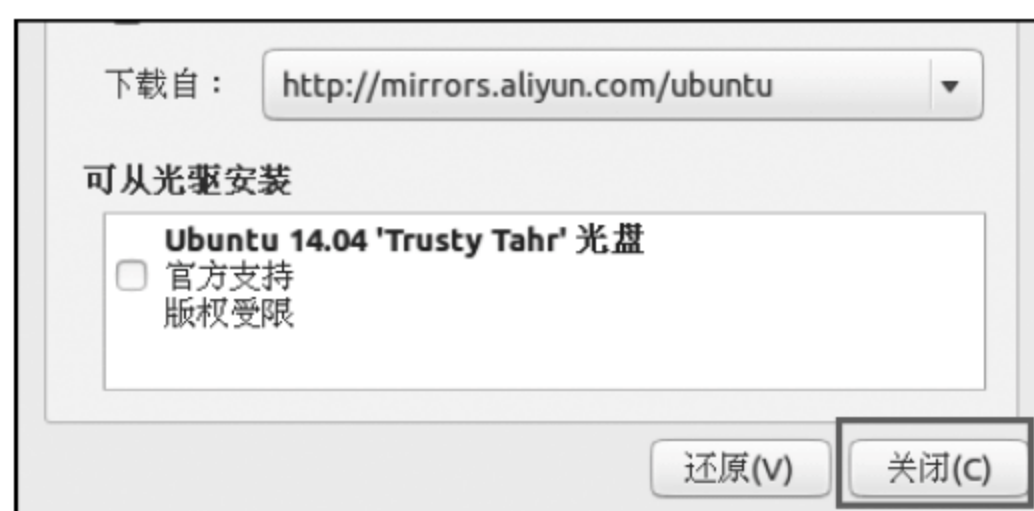 下载自： http://mirrors.aliyun.com/ubuntu
可从光驱安装
Ubuntu 14.04 'Trusty Tahr' 光盘
官方支持
版权受限
还原(V) 关闭(C)